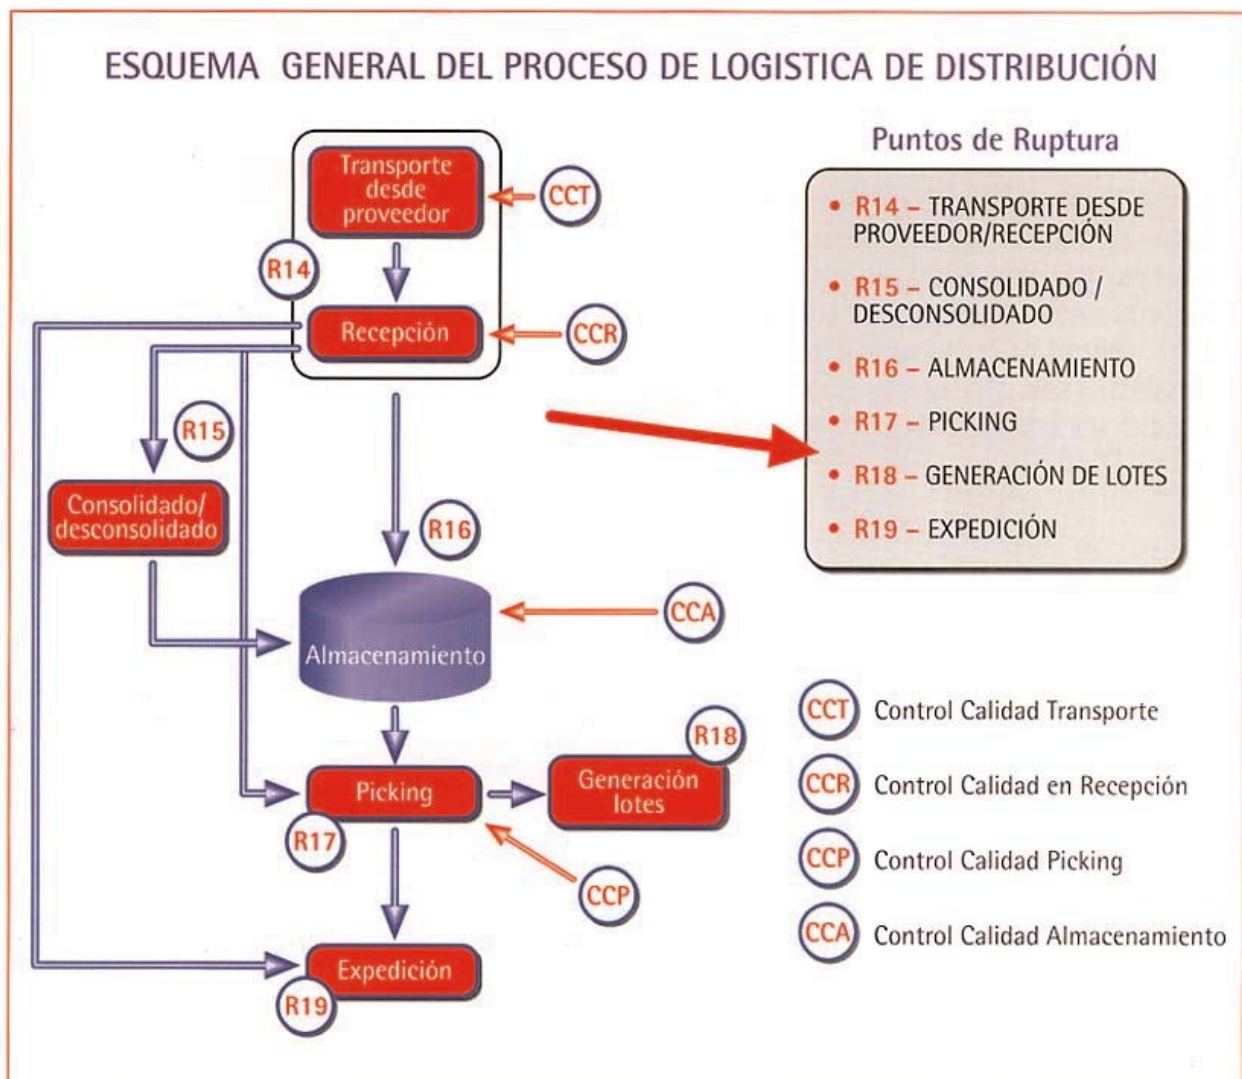 ESQUEMA GENERAL DEL PROCESO DE LOGISTICA DE DISTRIBUCIÓN
Transporte
desde
proveedor
CCT
R14
Recepción
CCR
R15
Consolidado/
desconsolidado
R16
Almacenamiento
CCA
Picking
R17
Generación
lotes
R18
CCP
Expedición
R19
Puntos de Ruptura
• R14 – TRANSPORTE DESDE
PROVEEDOR/RECEPCIÓN
• R15 – CONSOLIDADO /
DESCONSOLIDADO
• R16 – ALMACENAMIENTO
• R17 – PICKING
• R18 – GENERACIÓN DE LOTES
• R19 – EXPEDICIÓN
CCT Control Calidad Transporte
CCR Control Calidad en Recepción
CCP Control Calidad Picking
CCA Control Calidad Almacenamiento